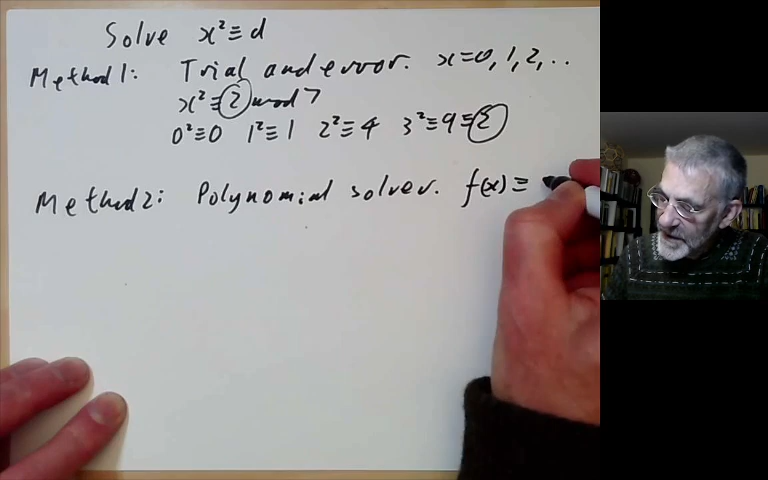 Solve x² ≡ d
Method 1: Trial and error. x=0, 1, 2, ..
x² ≡ 2 mod 7
0² ≡ 0 1² ≡ 1 2² ≡ 4 3² ≡ 9 ≡ 2
Method 2: Polynomial solver. f(x) ≡